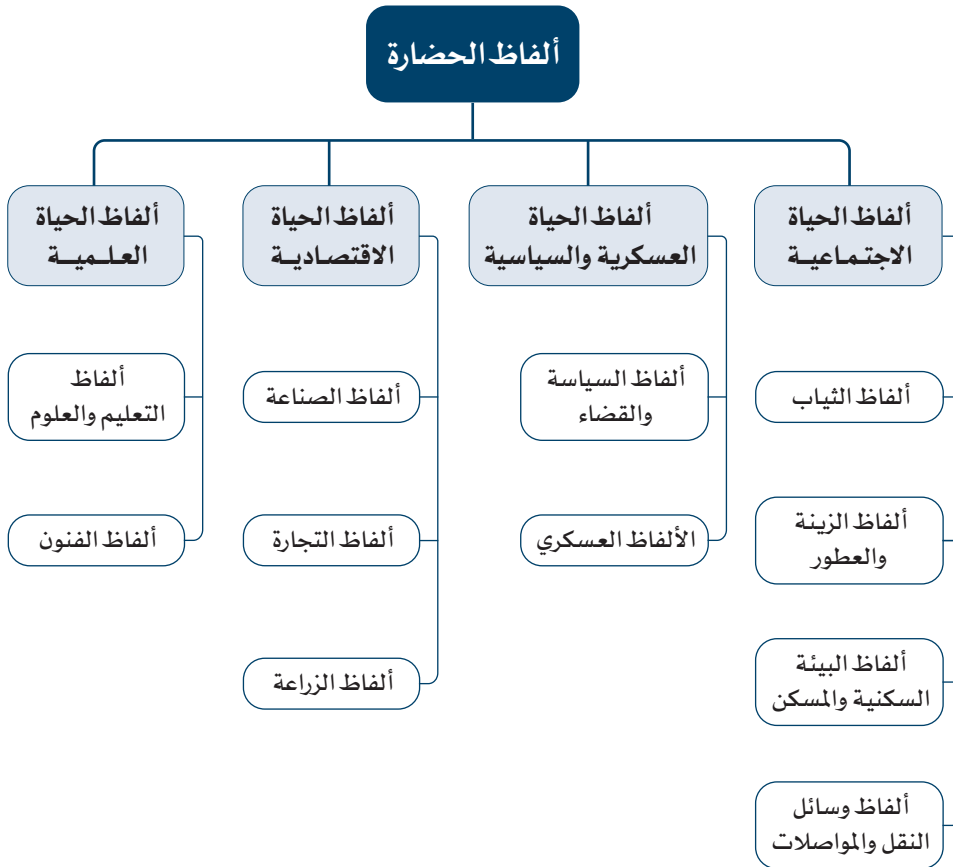 ألفاظ الحضارة
ألفاظ الحياة
الاجتماعية
ألفاظ الثياب
ألفاظ الزينة
والعطور
ألفاظ البيئة
السكنية والمسكن
ألفاظ وسائل
النقل والمواصلات
ألفاظ الحياة
العسكرية والسياسية
ألفاظ السياسة
والقضاء
الألفاظ العسكري
ألفاظ الحياة
الاقتصادية
ألفاظ الصناعة
ألفاظ التجارة
ألفاظ الزراعة
ألفاظ الحياة
العلمية
ألفاظ
التعليم والعلوم
ألفاظ الفنون